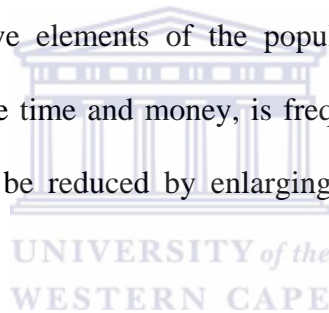 ve elements of the popul
e time and money, is freq
be reduced by enlarging
UNIVERSITY of the
WESTERN CAPE